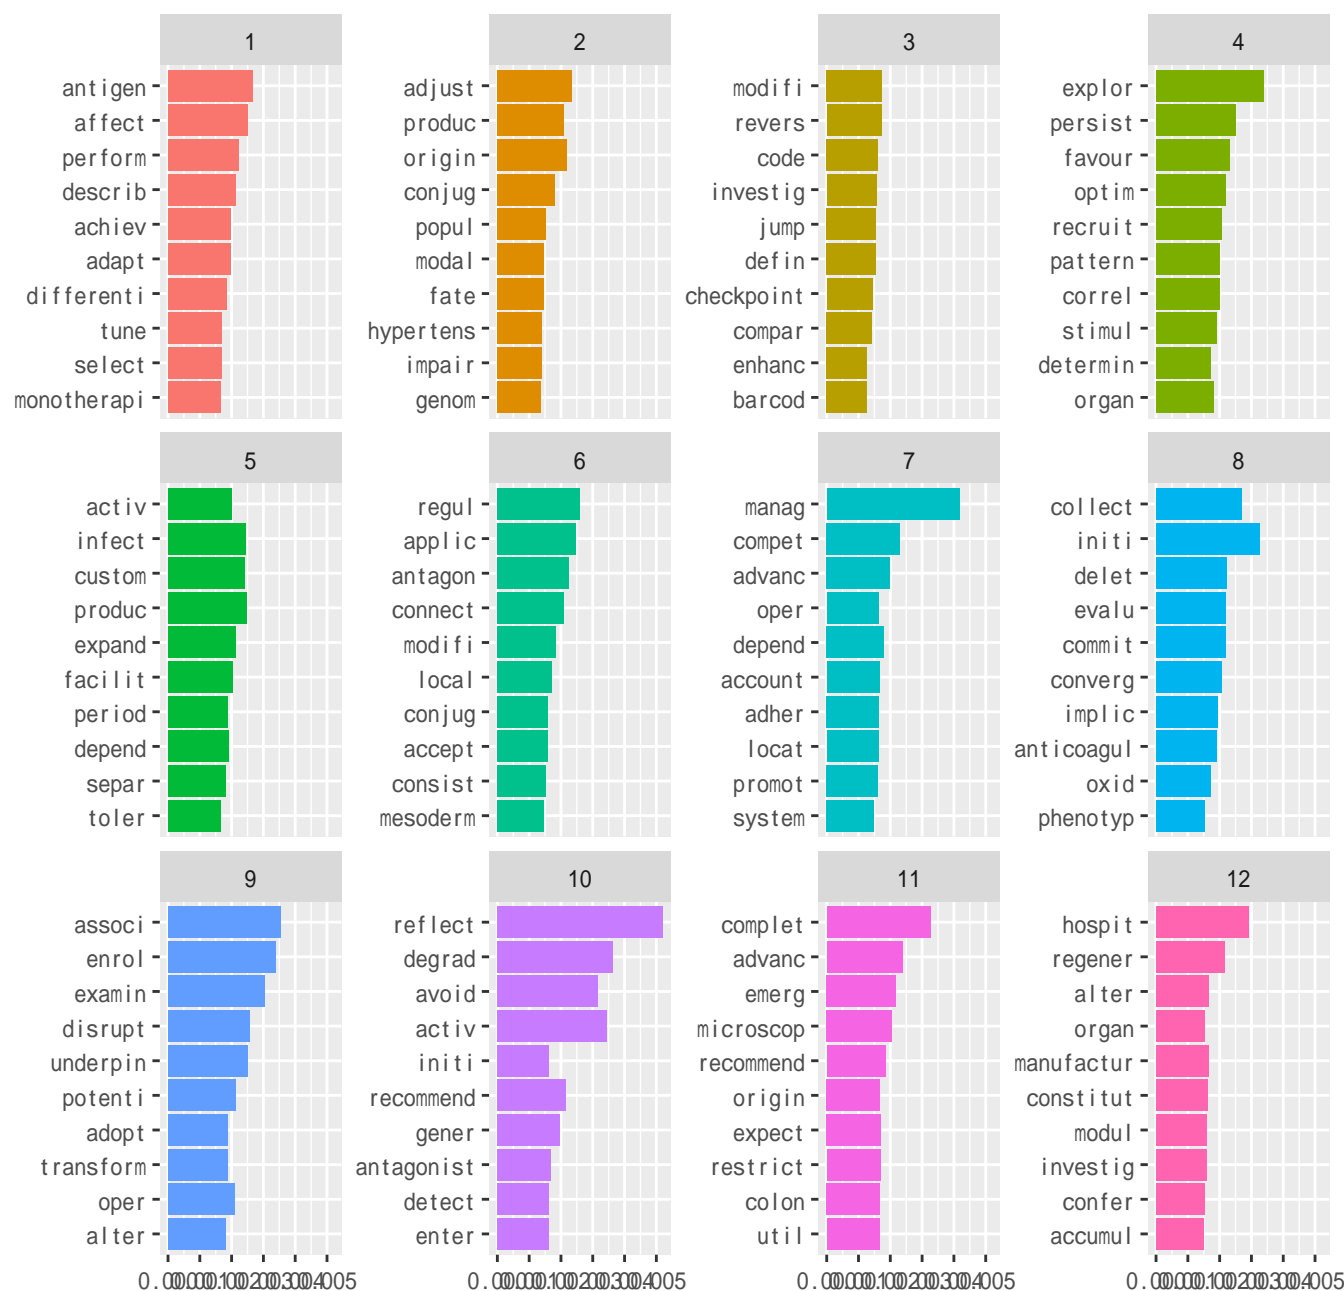 1
antigen
affect
perform
describ
achiev
adapt
differenti
tune
select
monotherapi
2
adjust
produc
origin
conjug
popul
modal
fate
hypertens
impair
genom
3
modifi
revers
code
investig
jump
defin
checkpoint
compar
enhanc
barcod
4
explor
persist
favour
optim
recruit
pattern
correl
stimul
determin
organ
5
activ
infect
custom
produc
expand
facilit
period
depend
separ
toler
6
regul
applic
antagon
connect
modifi
local
conjug
accept
consist
mesoderm
7
manag
compet
advanc
oper
depend
account
adher
locat
promot
system
8
collect
initi
delet
evalu
commit
converg
implic
anticoagul
oxid
phenotyp
9
associ
enrol
examin
disrupt
underpin
potenti
adopt
transform
oper
alter
10
reflect
degrad
avoid
activ
initi
recommend
gener
antagonist
detect
enter
11
complet
advanc
emerg
microscop
recommend
origin
expect
restrict
colon
util
12
hospit
regener
alter
organ
manufactur
constitut
modul
investig
confer
accumul